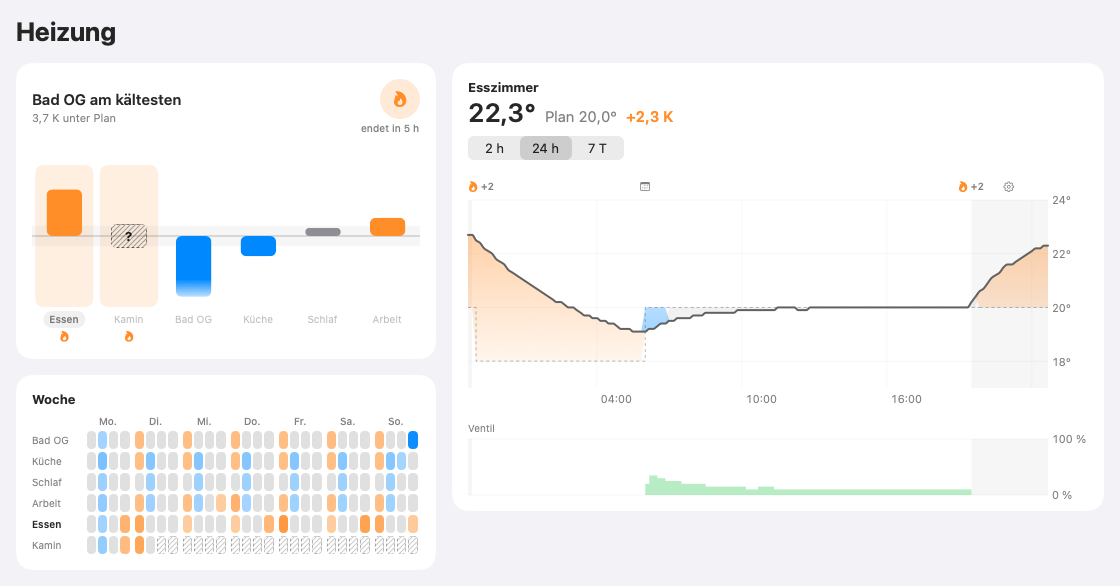 Heizung
Bad OG am kältesten
3,7 K unter Plan
endet in 5 h
?
Essen Kamin Bad OG Küche Schlaf Arbeit
Woche
Mo. Di. Mi. Do. Fr. Sa. So.
Bad OG
Küche
Schlaf
Arbeit
Essen
Kamin
Esszimmer
22,3° Plan 20,0° +2,3 K
2 h 24 h 7 T
+2 +2
24°
22°
20°
18°
04:00 10:00 16:00
Ventil
100 %
0 %